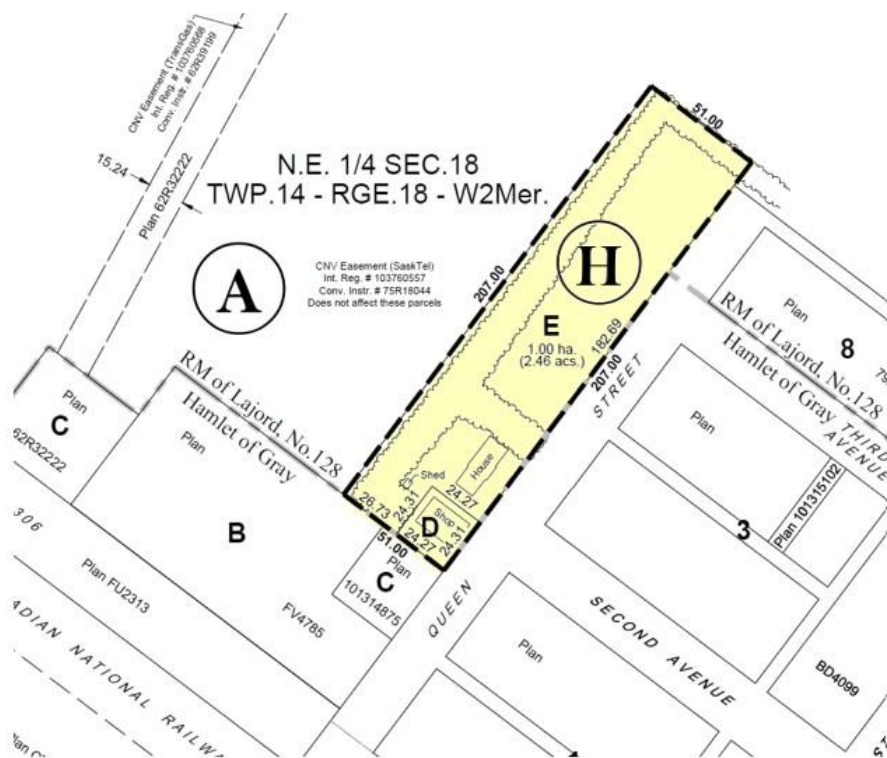 CNV Easement (TransGas)
Int. Reg. # 103760568
Conv. Instr. # 62R39199
15.24
Plan 62R32222
N.E. 1/4 SEC.18
TWP.14 - RGE.18 - W2Mer.
A
CNV Easement (SaskTel)
Int. Reg. # 103760557
Conv. Instr. # 75R18044
Does not affect these parcels
51.00
207.00
H
E
1.00 ha.
(2.46 acs.)
182.69
207.00
STREET
RM of Lajord, No.128
Hamlet of Gray
Plan
8
THIRD
AVENUE
Plan
Plan 101315102
3
RM of Lajord, No.128
Hamlet of Gray
Plan
C
62R32222
Plan
B
FV4785
306
Plan FU2313
ADIAN NATIONAL RAILWA
Shed
House
24.27
26.73
24.31
Shop
D
24.27
24.31
51.00
Plan
C
101314875
QUEEN
SECOND AVENUE
Plan
BD4099
ST